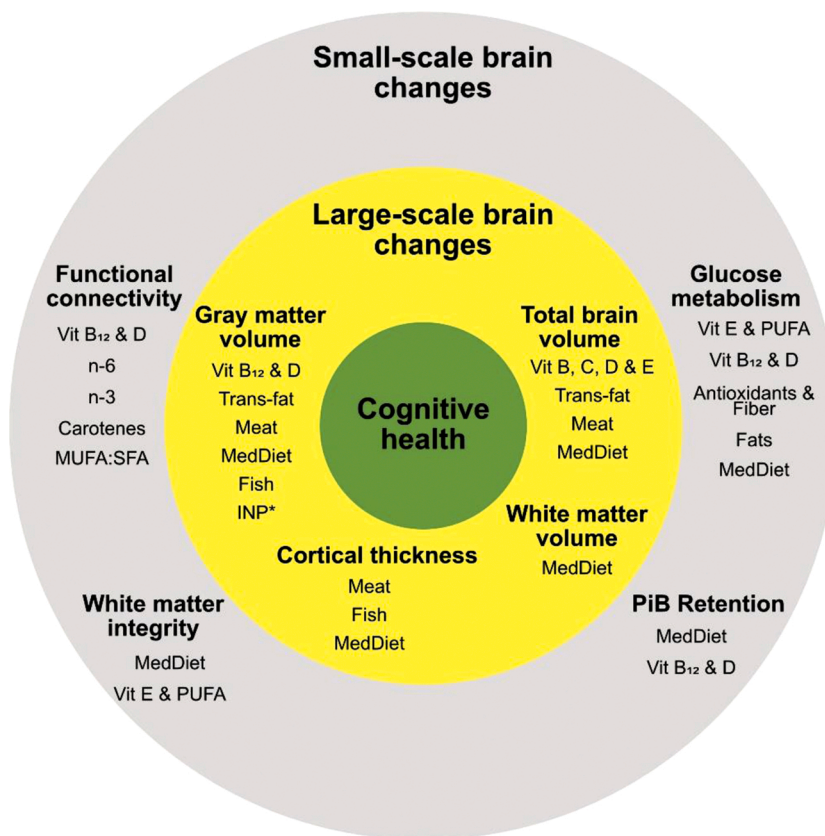 Small-scale brain
changes
Large-scale brain
changes
Functional
connectivity
Vit B₁₂ & D
n-6
n-3
Carotenes
MUFA:SFA
Gray matter
volume
Vit B₁₂ & D
Trans-fat
Meat
MedDiet
Fish
INP*
Cognitive
health
Total brain
volume
Vit B, C, D & E
Trans-fat
Meat
MedDiet
Glucose
metabolism
Vit E & PUFA
Vit B₁₂ & D
Antioxidants &
Fiber
Fats
MedDiet
White matter
volume
MedDiet
Cortical thickness
Meat
Fish
MedDiet
White matter
integrity
MedDiet
Vit E & PUFA
PiB Retention
MedDiet
Vit B₁₂ & D